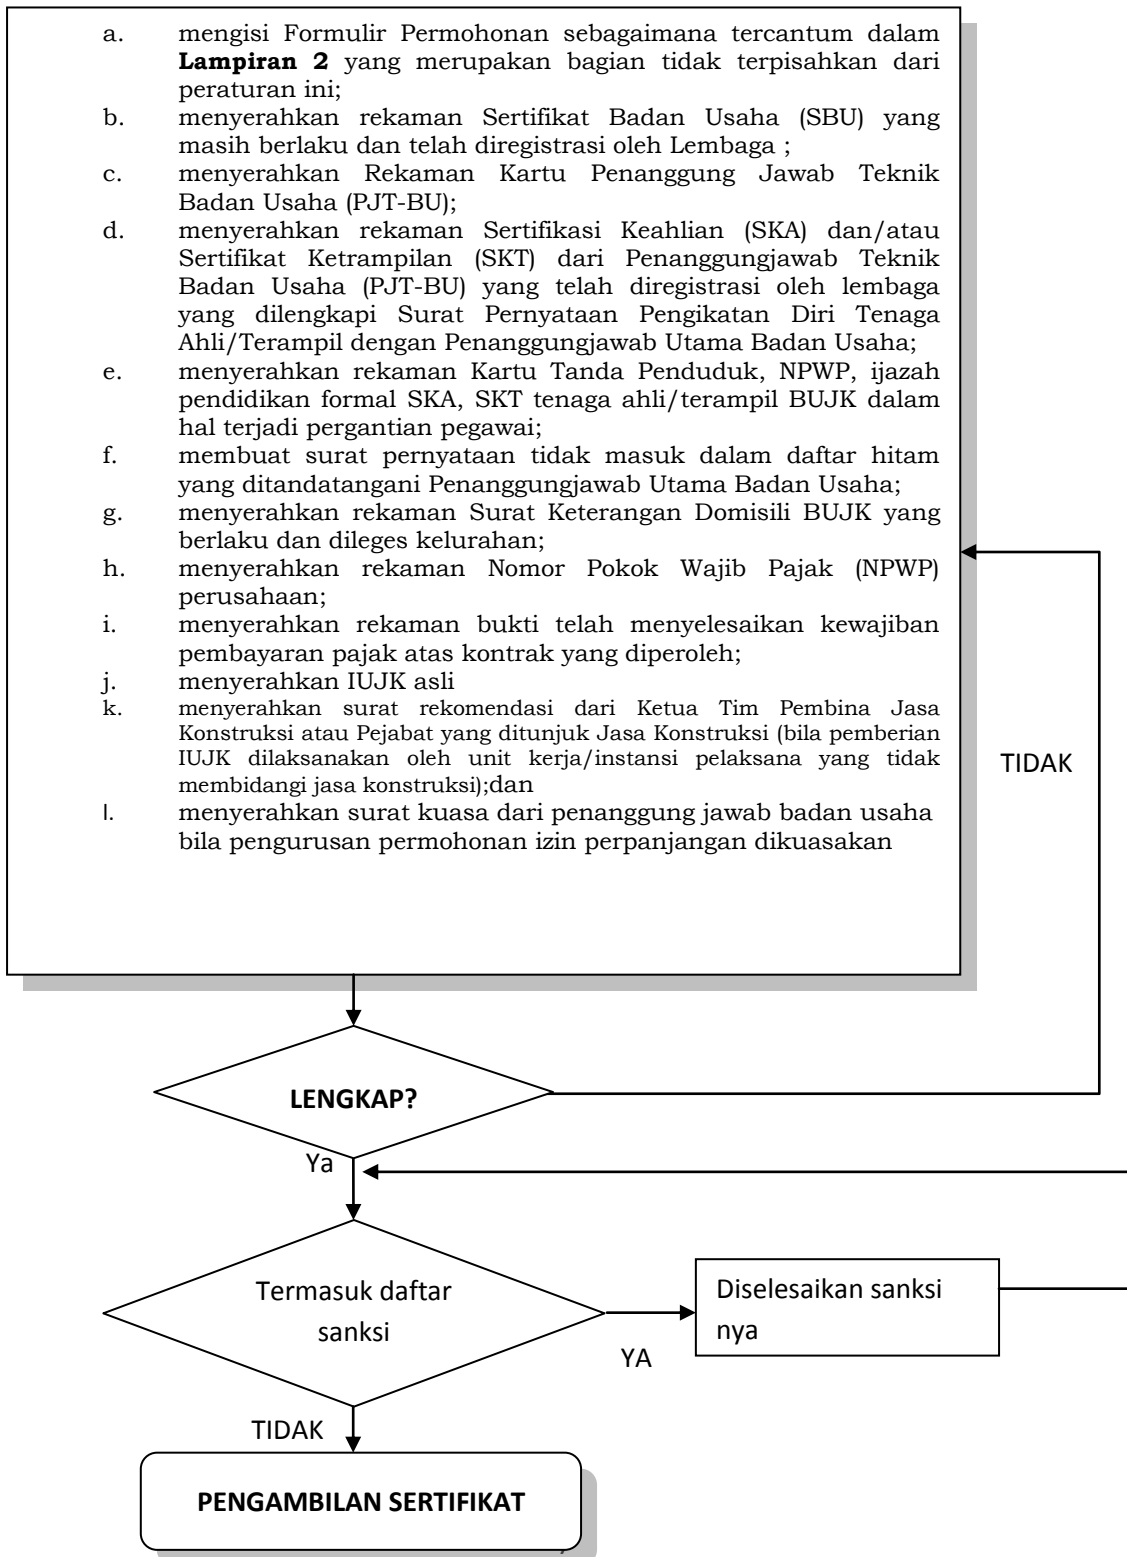 a. mengisi Formulir Permohonan sebagaimana tercantum dalam
Lampiran 2 yang merupakan bagian tidak terpisahkan dari
peraturan ini;
b. menyerahkan rekaman Sertifikat Badan Usaha (SBU) yang
masih berlaku dan telah diregistrasi oleh Lembaga ;
c. menyerahkan Rekaman Kartu Penanggung Jawab Teknik
Badan Usaha (PJT-BU);
d. menyerahkan rekaman Sertifikasi Keahlian (SKA) dan/atau
Sertifikat Ketrampilan (SKT) dari Penanggungjawab Teknik
Badan Usaha (PJT-BU) yang telah diregistrasi oleh lembaga
yang dilengkapi Surat Pernyataan Pengikatan Diri Tenaga
Ahli/Terampil dengan Penanggungjawab Utama Badan Usaha;
e. menyerahkan rekaman Kartu Tanda Penduduk, NPWP, ijazah
pendidikan formal SKA, SKT tenaga ahli/terampil BUJK dalam
hal terjadi pergantian pegawai;
f. membuat surat pernyataan tidak masuk dalam daftar hitam
yang ditandatangani Penanggungjawab Utama Badan Usaha;
g. menyerahkan rekaman Surat Keterangan Domisili BUJK yang
berlaku dan dileges kelurahan;
h. menyerahkan rekaman Nomor Pokok Wajib Pajak (NPWP)
perusahaan;
i. menyerahkan rekaman bukti telah menyelesaikan kewajiban
pembayaran pajak atas kontrak yang diperoleh;
j. menyerahkan IUJK asli
k. menyerahkan surat rekomendasi dari Ketua Tim Pembina Jasa
Konstruksi atau Pejabat yang ditunjuk Jasa Konstruksi (bila pemberian
IUJK dilaksanakan oleh unit kerja/instansi pelaksana yang tidak
membidangi jasa konstruksi);dan
l. menyerahkan surat kuasa dari penanggung jawab badan usaha
bila pengurusan permohonan izin perpanjangan dikuasakan
TIDAK
LENGKAP?
Ya
Termasuk daftar
sanksi
YA
Diselesaikan sanksi
nya
TIDAK
PENGAMBILAN SERTIFIKAT